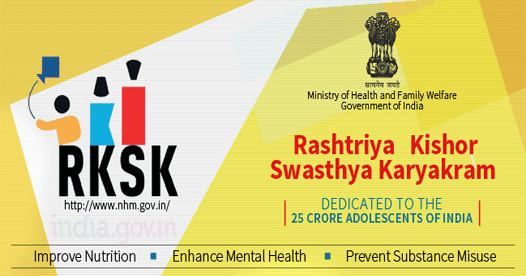 RKSK
http://www.nhm.gov.in/
india.gov.in
सत्यमेव जयते
Ministry of Health and Family Welfare
Government of India
Rashtriya Kishor
Swasthya Karyakram
DEDICATED TO THE
25 CRORE ADOLESCENTS OF INDIA
Improve Nutrition ▪ Enhance Mental Health ▪ Prevent Substance Misuse